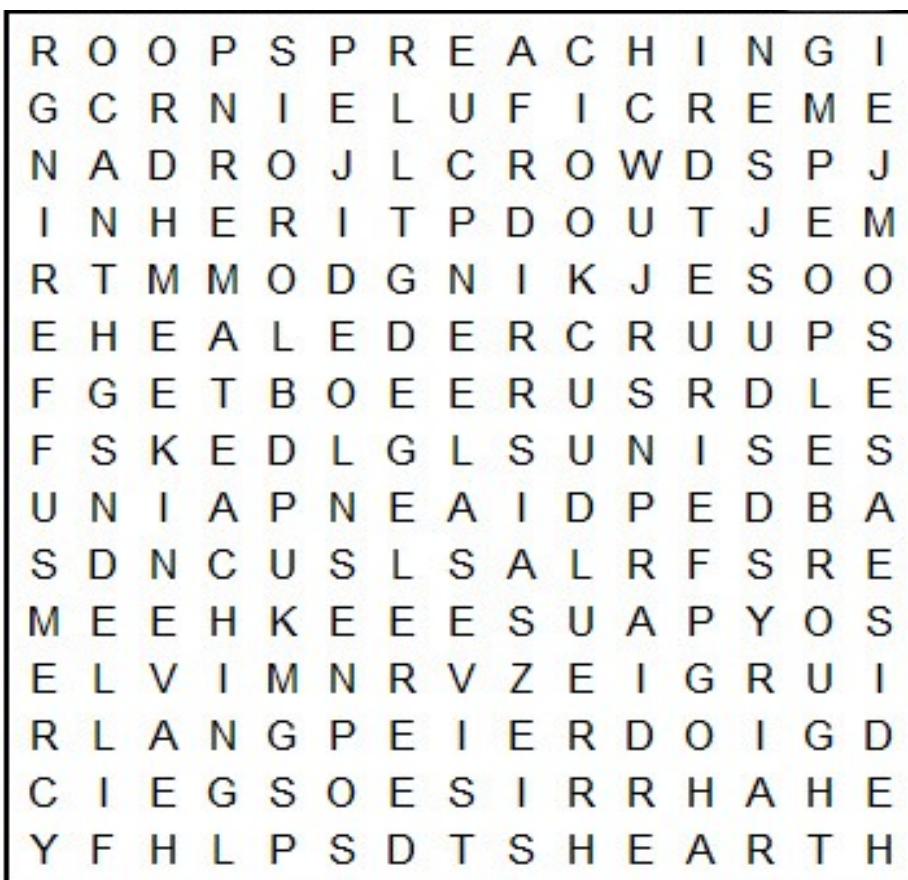 R O O P S P R E A C H I N G I
G C R N I E L U F I C R E M E
N A D R O J L C R O W D S P J
I N H E R I T P D O U T J E M
R T M M O D G N I K J E S O O
E H E A L E D E R C R U U P S
F G E T B O E E R U S R D L E
F S K E D L G L S U N I S E S
U N I A P N E A I D P E D B A
S D N C U S L S A L R F S R E
M E E H K E E E S U A P Y O S
E L V I M N R V Z E I G R U I
R L A N G P E I E R D O I G D
C I E G S O E S I R R H A H E
Y F H L P S D T S H E A R T H